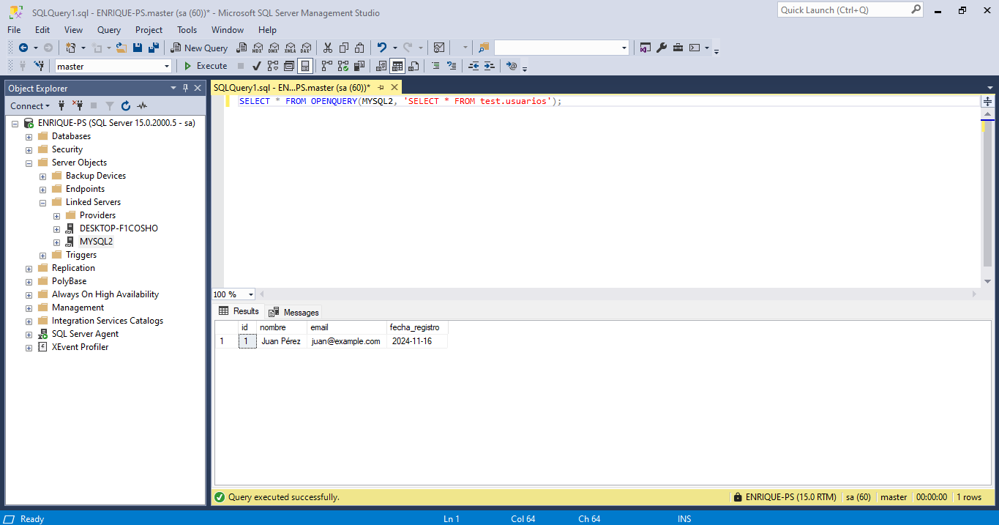 SQLQuery1.sql - ENRIQUE-PS.master (sa (60))* - Microsoft SQL Server Management Studio
Quick Launch (Ctrl+Q)
File Edit View Query Project Tools Window Help
New Query MDX DMX XMLA DAX
master Execute
Object Explorer
SQLQuery1.sql - EN...PS.master (sa (60))*
Connect
SELECT * FROM OPENQUERY(MYSQL2, 'SELECT * FROM test.usuarios');
ENRIQUE-PS (SQL Server 15.0.2000.5 - sa)
Databases
Security
Server Objects
Backup Devices
Endpoints
Linked Servers
Providers
DESKTOP-F1COSHO
MYSQL2
Triggers
Replication
PolyBase
Always On High Availability
Management
Integration Services Catalogs
SQL Server Agent
XEvent Profiler
100 %
Results Messages
id nombre email fecha_registro
1 1 Juan Pérez juan@example.com 2024-11-16
Query executed successfully. ENRIQUE-PS (15.0 RTM) sa (60) master 00:00:00 1 rows
Ready Ln 1 Col 64 Ch 64 INS